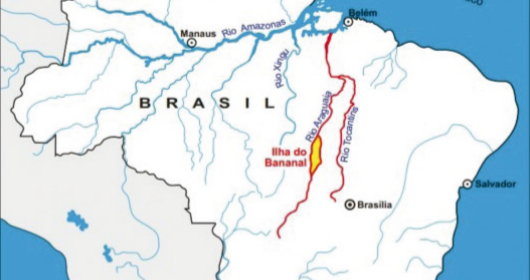 Belém
Manaus
Rio Amazonas
Rio Xingu
BRASIL
Rio Araguaia
Rio Tocantins
Ilha do
Bananal
Salvador
Brasília